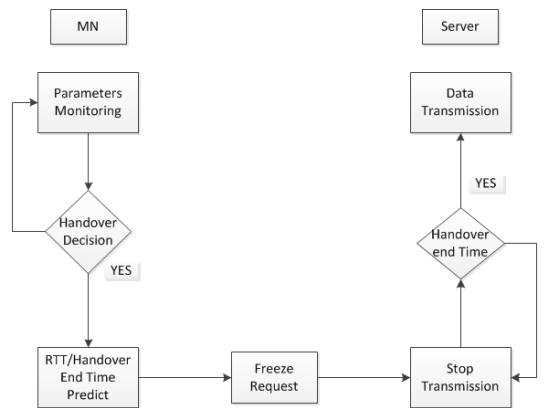 MN
Server
Parameters
Monitoring
Data
Transmission
YES
Handover
Decision
Handover
end Time
YES
RTT/Handover
End Time
Predict
Freeze
Request
Stop
Transmission